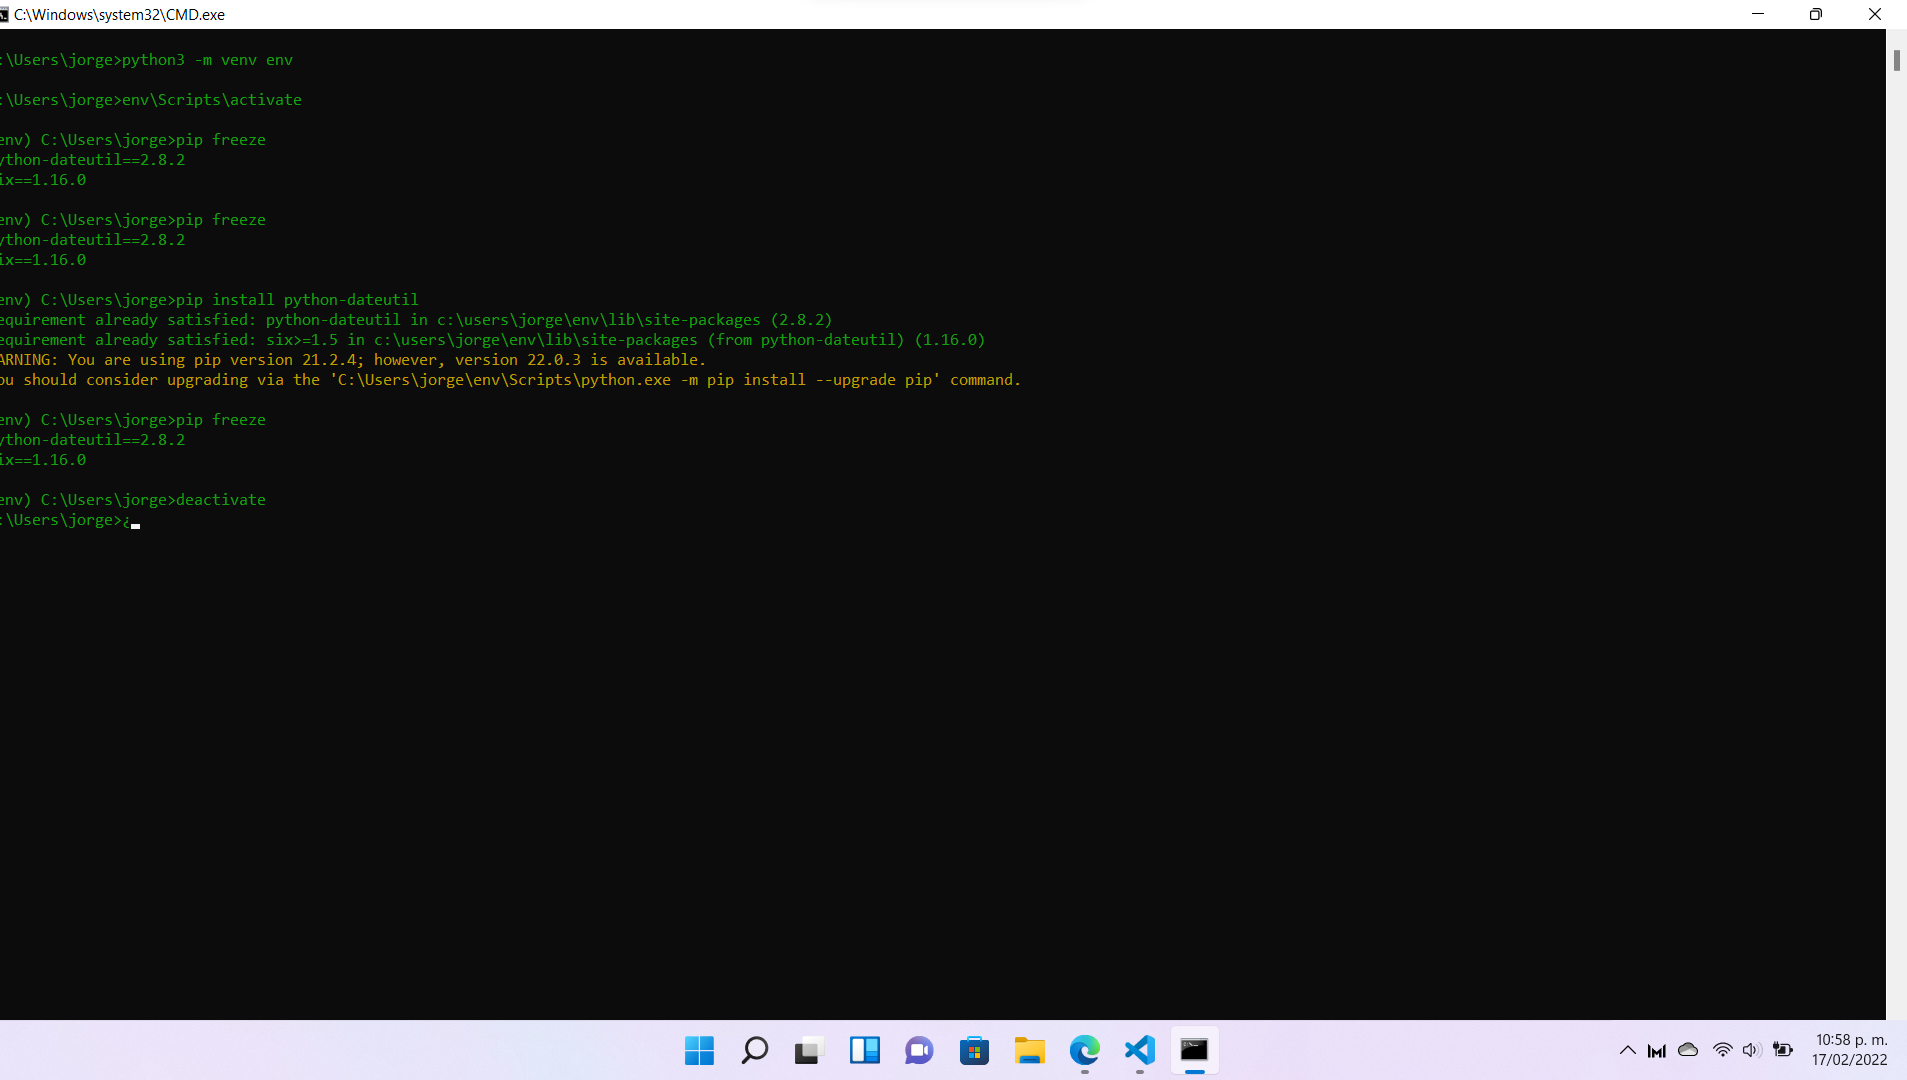 C:\Windows\system32\CMD.exe
:\Users\jorge>python3 -m venv env
:\Users\jorge>env\Scripts\activate
env) C:\Users\jorge>pip freeze
ython-dateutil==2.8.2
ix==1.16.0
env) C:\Users\jorge>pip freeze
ython-dateutil==2.8.2
ix==1.16.0
env) C:\Users\jorge>pip install python-dateutil
equirement already satisfied: python-dateutil in c:\users\jorge\env\lib\site-packages (2.8.2)
equirement already satisfied: six>=1.5 in c:\users\jorge\env\lib\site-packages (from python-dateutil) (1.16.0)
ARNING: You are using pip version 21.2.4; however, version 22.0.3 is available.
ou should consider upgrading via the 'C:\Users\jorge\env\Scripts\python.exe -m pip install --upgrade pip' command.
env) C:\Users\jorge>pip freeze
ython-dateutil==2.8.2
ix==1.16.0
env) C:\Users\jorge>deactivate
:\Users\jorge>¿
10:58 p. m.
17/02/2022